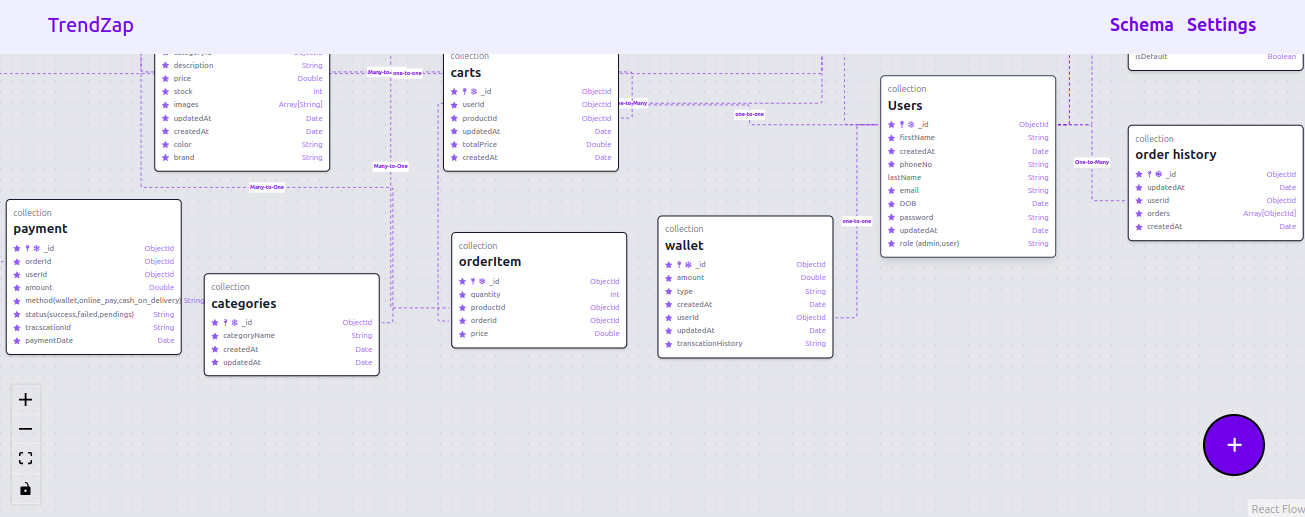 TrendZap
Schema Settings
description String
price Double
stock Int
images Array[String]
updatedAt Date
createdAt Date
color String
brand String
one-to-one
Many-to-One
Many-to-One
collection
carts
_id ObjectId
userId ObjectId
productId ObjectId
updatedAt Date
totalPrice Double
createdAt Date
one-to-one
collection
Users
_id ObjectId
firstName String
createdAt Date
phoneNo String
lastName String
email String
DOB Date
password String
updatedAt Date
role (admin,user) String
isDefault Boolean
One-to-Many
collection
order history
_id ObjectId
updatedAt Date
userId ObjectId
orders Array[ObjectId]
createdAt Date
collection
payment
_id ObjectId
orderId ObjectId
userId ObjectId
amount Double
method(wallet,online_pay,cash_on_delivery) String
status(success,failed,pendings) String
tracscationId String
paymentDate Date
collection
categories
_id ObjectId
categoryName String
createdAt Date
updatedAt Date
collection
orderItem
_id ObjectId
quantity Int
productId ObjectId
orderId ObjectId
price Double
collection
wallet
_id ObjectId
amount Double
type String
createdAt Date
userId ObjectId
updatedAt Date
transcationHistory String
one-to-one
React Flow